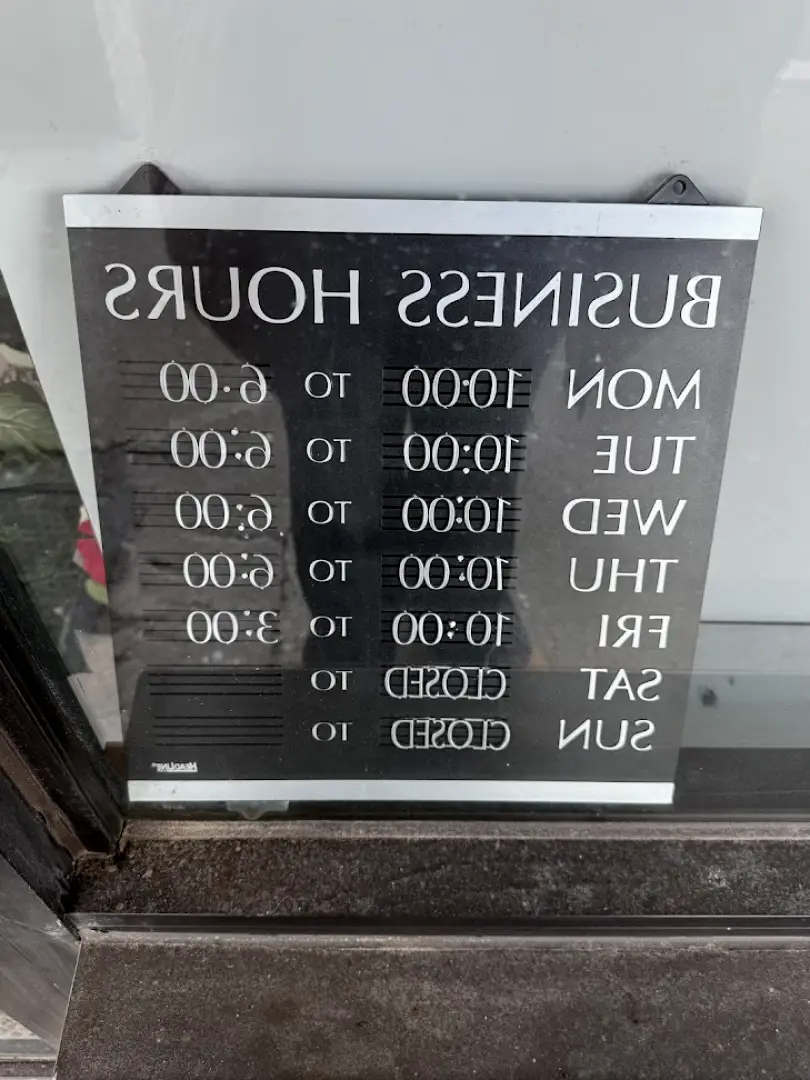 BUSINESS HOURS
MON 10:00 TO 6:00
TUE 10:00 TO 6:00
WED 10:00 TO 6:00
THU 10:00 TO 6:00
FRI 10:00 TO 3:00
SAT CLOSED TO
SUN CLOSED TO
HEADLINE®